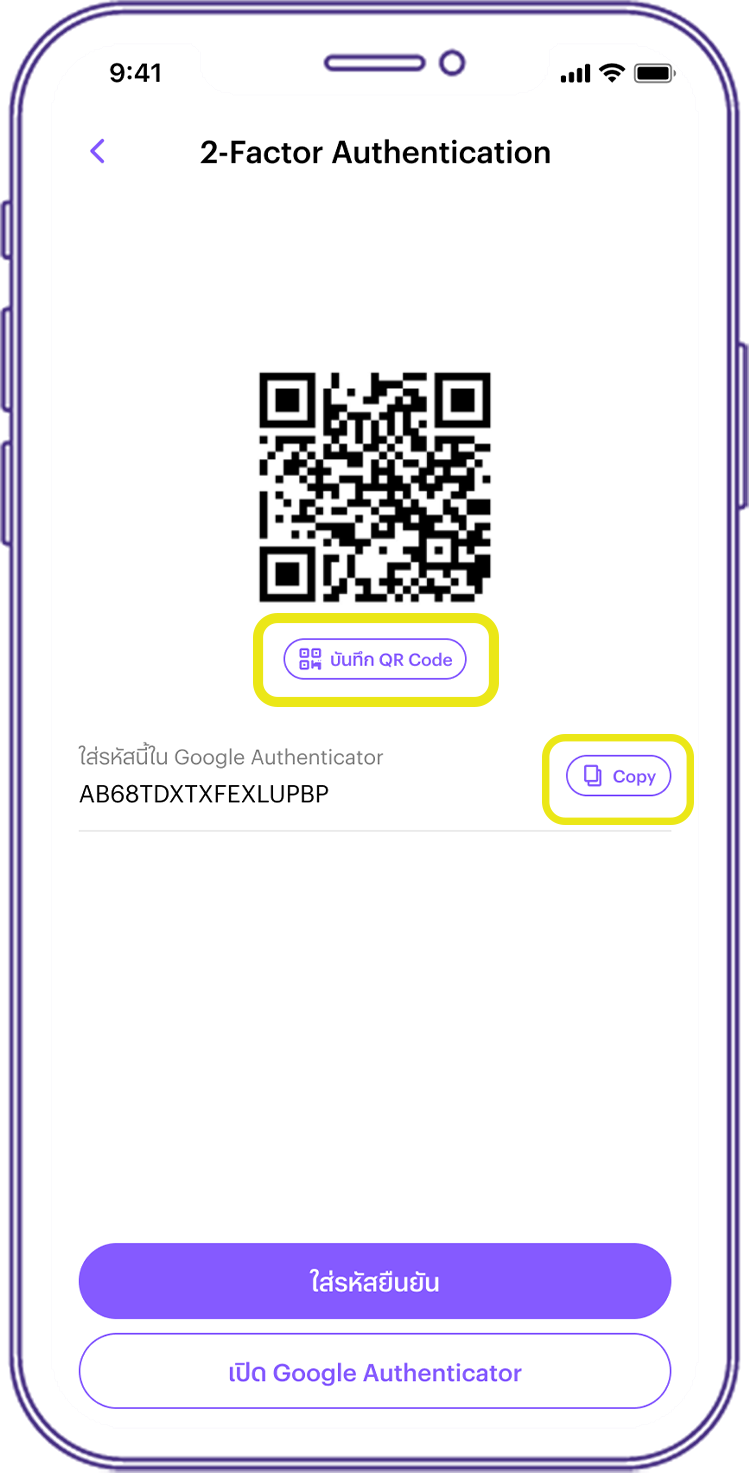 9:41
2-Factor Authentication
บันทึก QR Code
ใส่รหัสนี้ใน Google Authenticator
AB68TDXTXFEXLUPBP
Copy
ใส่รหัสยืนยัน
เปิด Google Authenticator